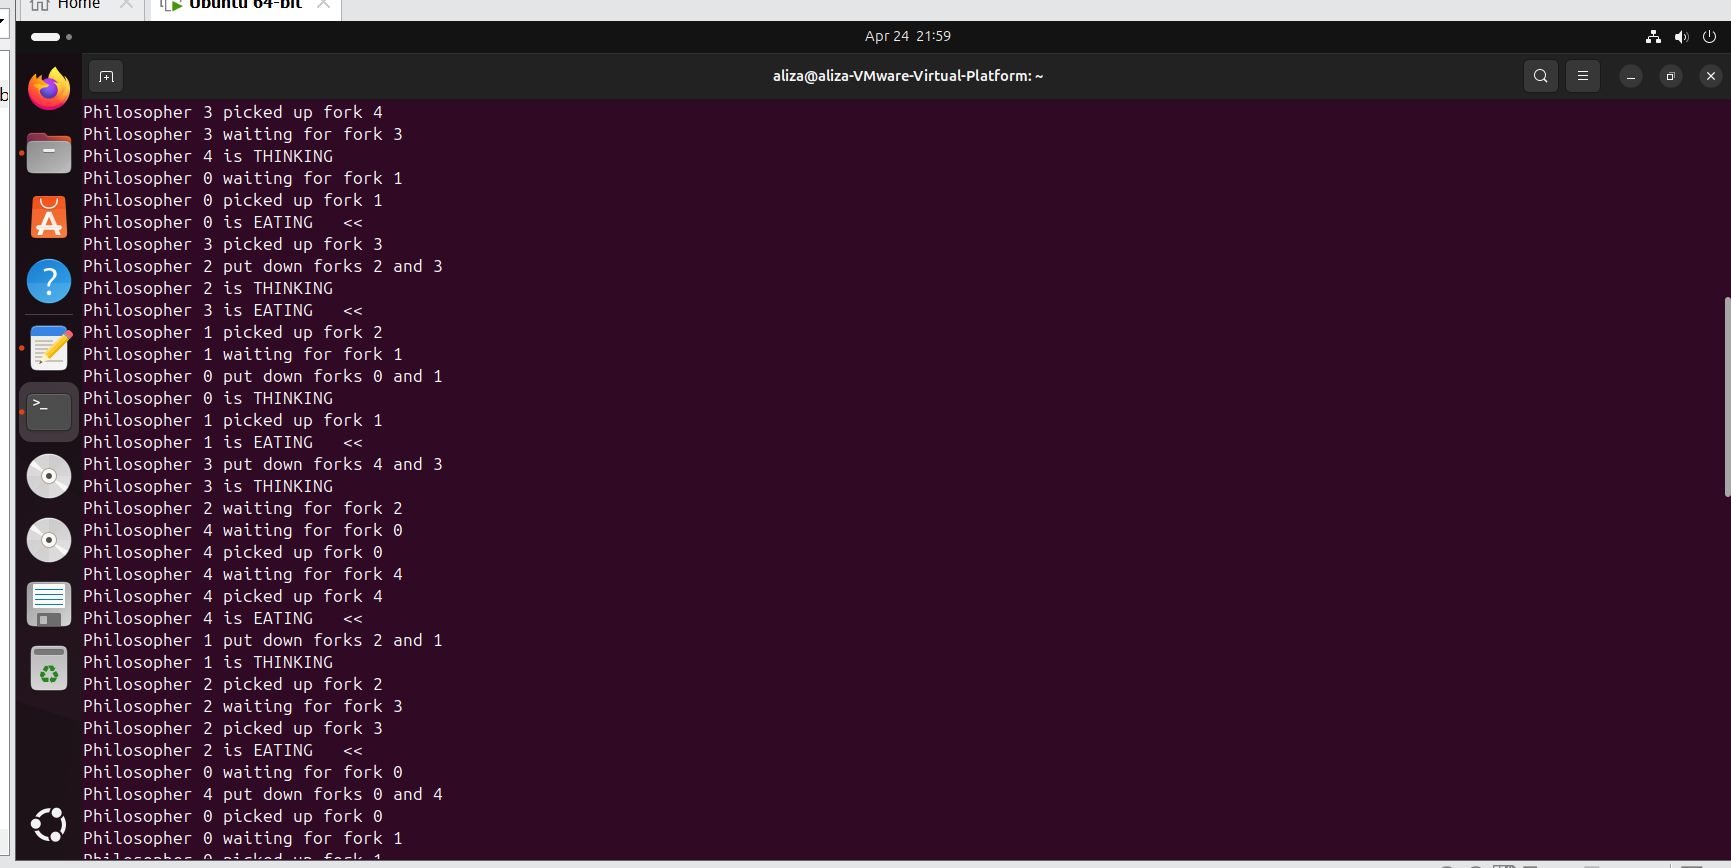 Home
Ubuntu 64-bit
Apr 24 21:59
aliza@aliza-VMware-Virtual-Platform: ~
b
Philosopher 3 picked up fork 4
Philosopher 3 waiting for fork 3
Philosopher 4 is THINKING
Philosopher 0 waiting for fork 1
Philosopher 0 picked up fork 1
Philosopher 0 is EATING   <<
Philosopher 3 picked up fork 3
Philosopher 2 put down forks 2 and 3
Philosopher 2 is THINKING
Philosopher 3 is EATING   <<
Philosopher 1 picked up fork 2
Philosopher 1 waiting for fork 1
Philosopher 0 put down forks 0 and 1
Philosopher 0 is THINKING
Philosopher 1 picked up fork 1
Philosopher 1 is EATING   <<
Philosopher 3 put down forks 4 and 3
Philosopher 3 is THINKING
Philosopher 2 waiting for fork 2
Philosopher 4 waiting for fork 0
Philosopher 4 picked up fork 0
Philosopher 4 waiting for fork 4
Philosopher 4 picked up fork 4
Philosopher 4 is EATING   <<
Philosopher 1 put down forks 2 and 1
Philosopher 1 is THINKING
Philosopher 2 picked up fork 2
Philosopher 2 waiting for fork 3
Philosopher 2 picked up fork 3
Philosopher 2 is EATING   <<
Philosopher 0 waiting for fork 0
Philosopher 4 put down forks 0 and 4
Philosopher 0 picked up fork 0
Philosopher 0 waiting for fork 1
Philosopher 0 picked up fork 1